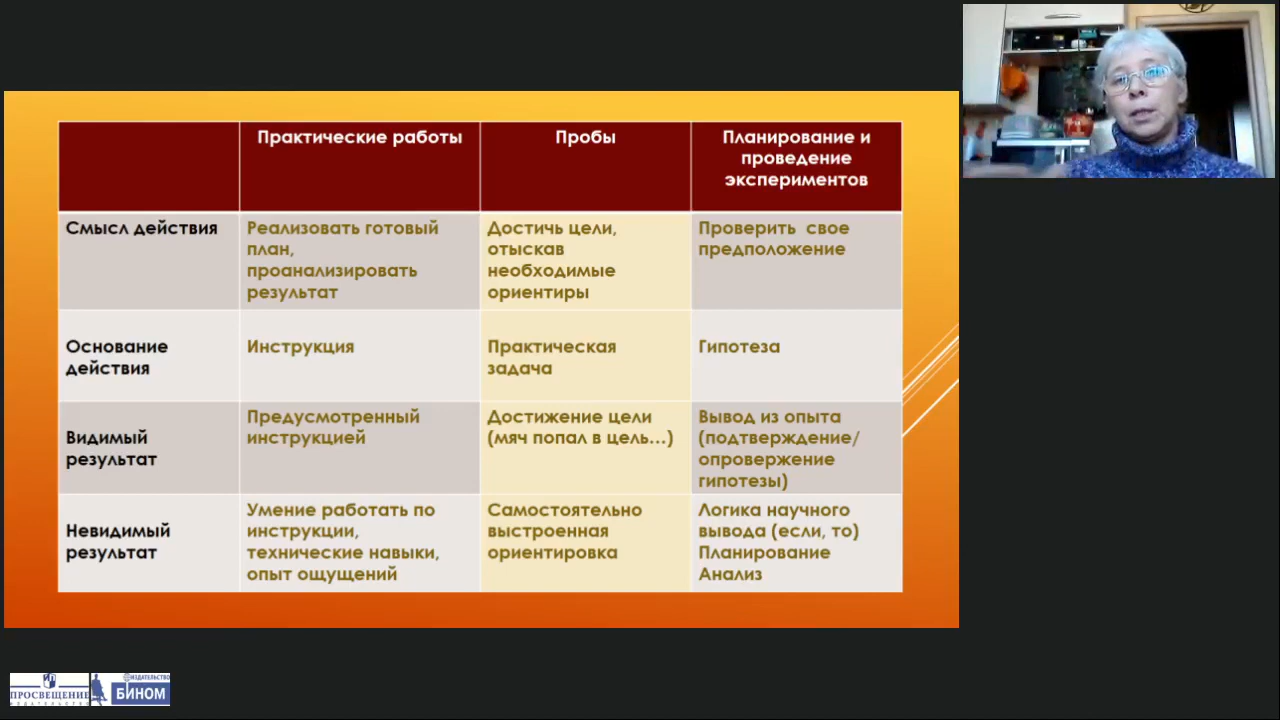 Практические работы
Пробы
Планирование и
проведение
экспериментов
Смысл действия
Реализовать готовый
план,
проанализировать
результат
Достичь цели,
отыскав
необходимые
ориентиры
Проверить свое
предположение
Основание
действия
Инструкция
Практическая
задача
Гипотеза
Видимый
результат
Предусмотренный
инструкцией
Достижение цели
(мяч попал в цель...)
Вывод из опыта
(подтверждение/
опровержение
гипотезы)
Невидимый
результат
Умение работать по
инструкции,
технические навыки,
опыт ощущений
Самостоятельно
выстроенная
ориентировка
Логика научного
вывода (если, то)
Планирование
Анализ
ПРОСВЕЩЕНИЕ
ИЗДАТЕЛЬСТВО
ИЗДАТЕЛЬСТВО
БИНОМ